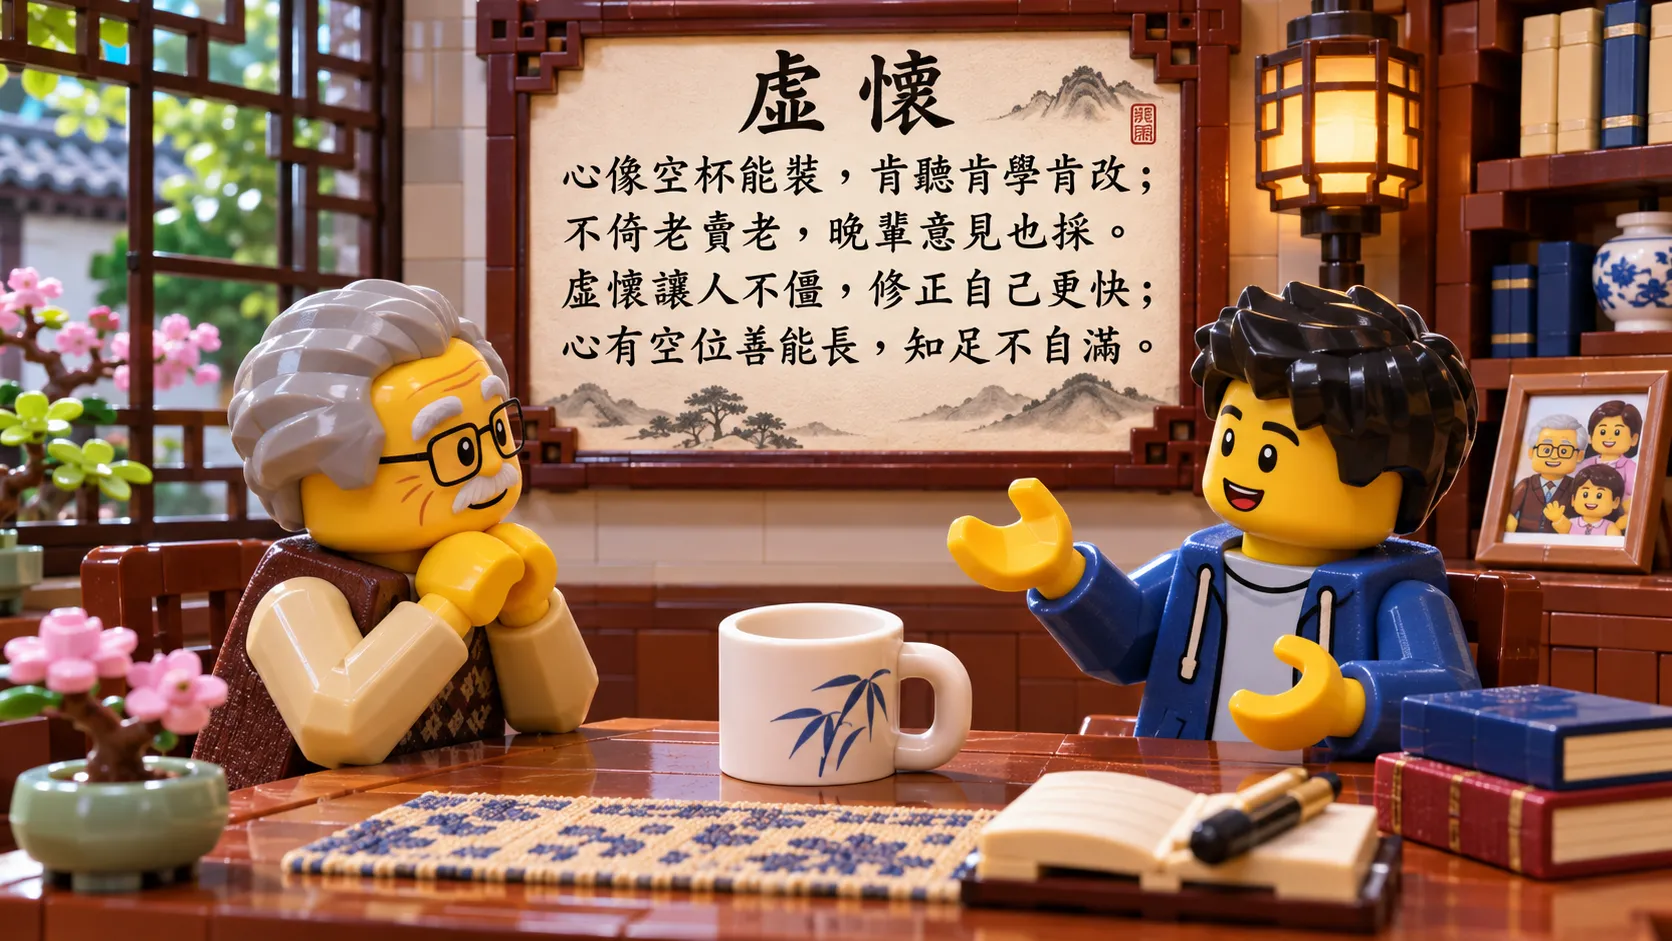 虛懷
心像空杯能裝，肯聽肯學肯改；
不倚老賣老，晚輩意見也採。
虛懷讓人不僵，修正自己更快；
心有空位善能長，知足不自滿。